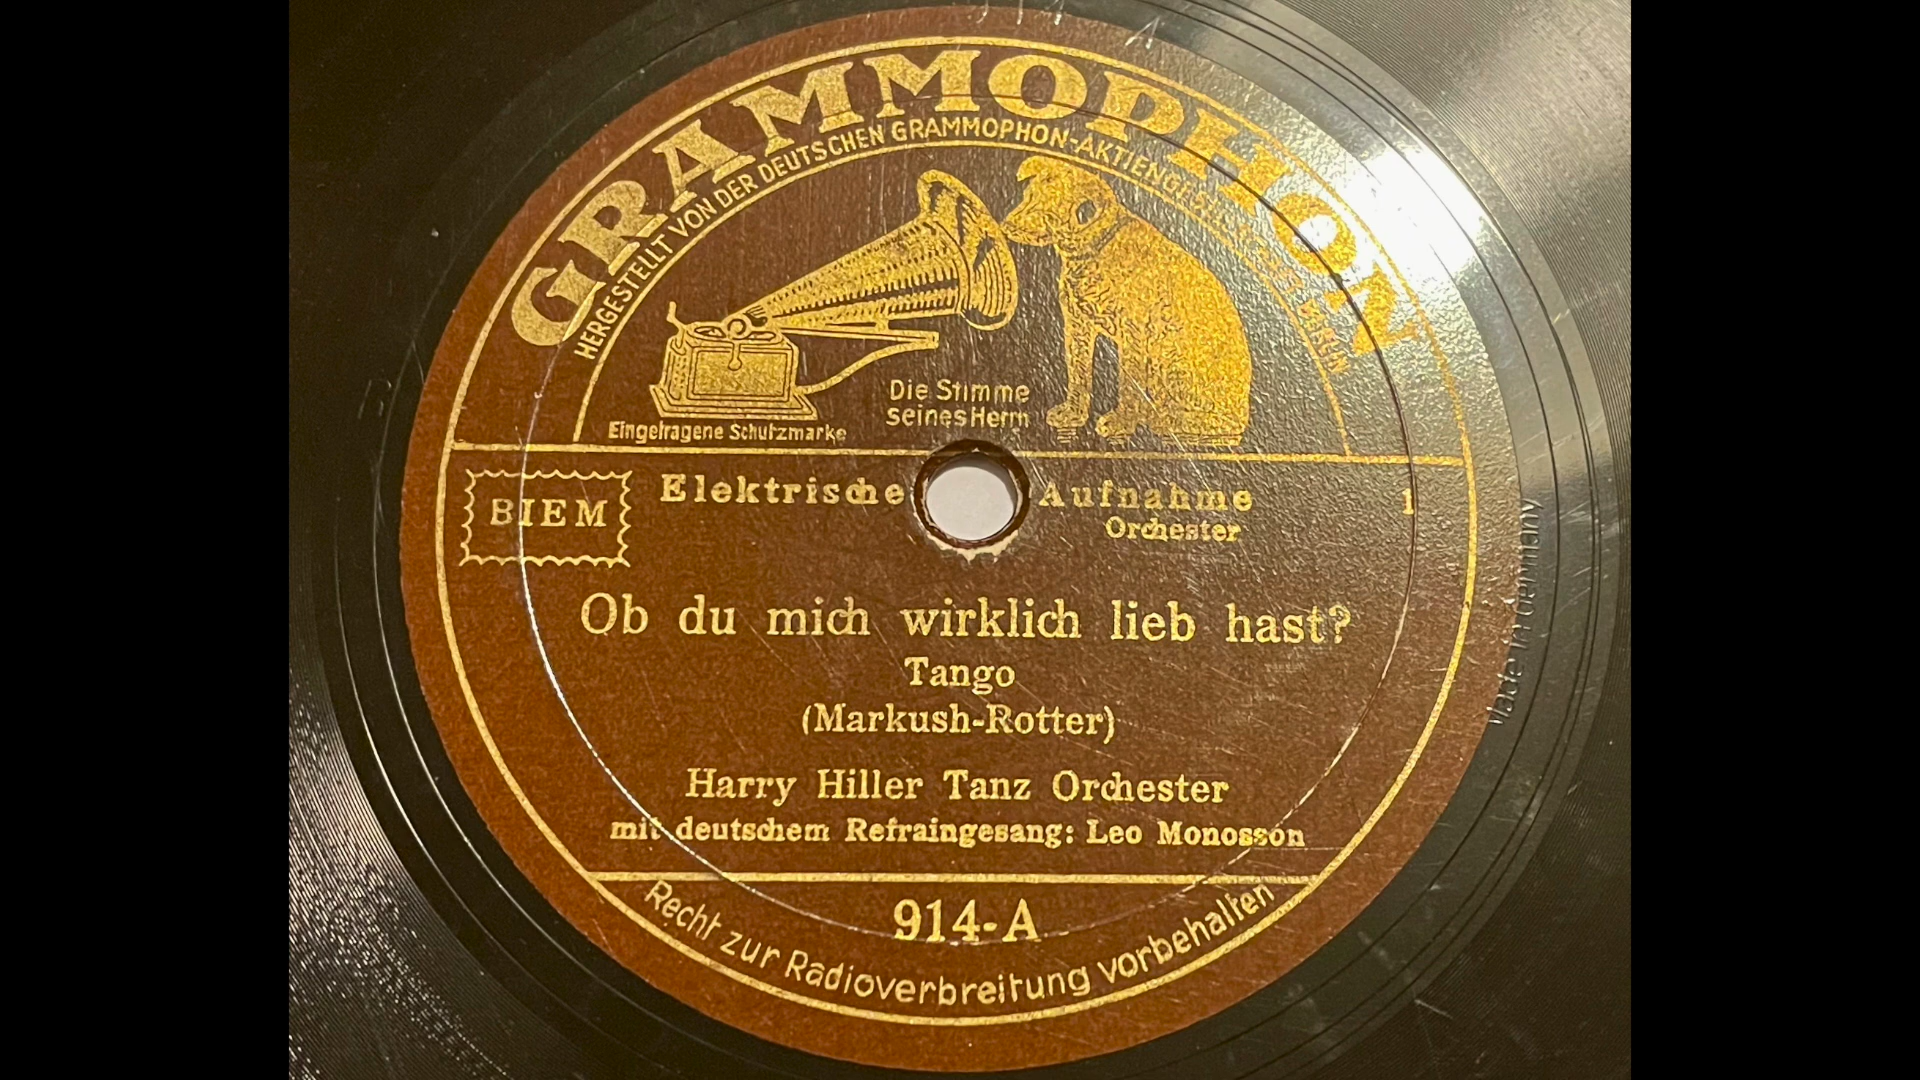 GRAMMOPHON
HERGESTELLT VON DER DEUTSCHEN GRAMMOPHON-AKTIENGESELLSCHAFT BERLIN
Die Stimme
seines Herrn
Eingetragene Schutzmarke
BIEM
Elektrische Aufnahme 1
Orchester
Ob du mich wirklich lieb hast?
Tango
(Markush-Rotter)
Harry Hiller Tanz Orchester
mit deutschem Refraingesang: Leo Monosson
914-A
Recht zur Radioverbreitung vorbehalten
Made in Germany